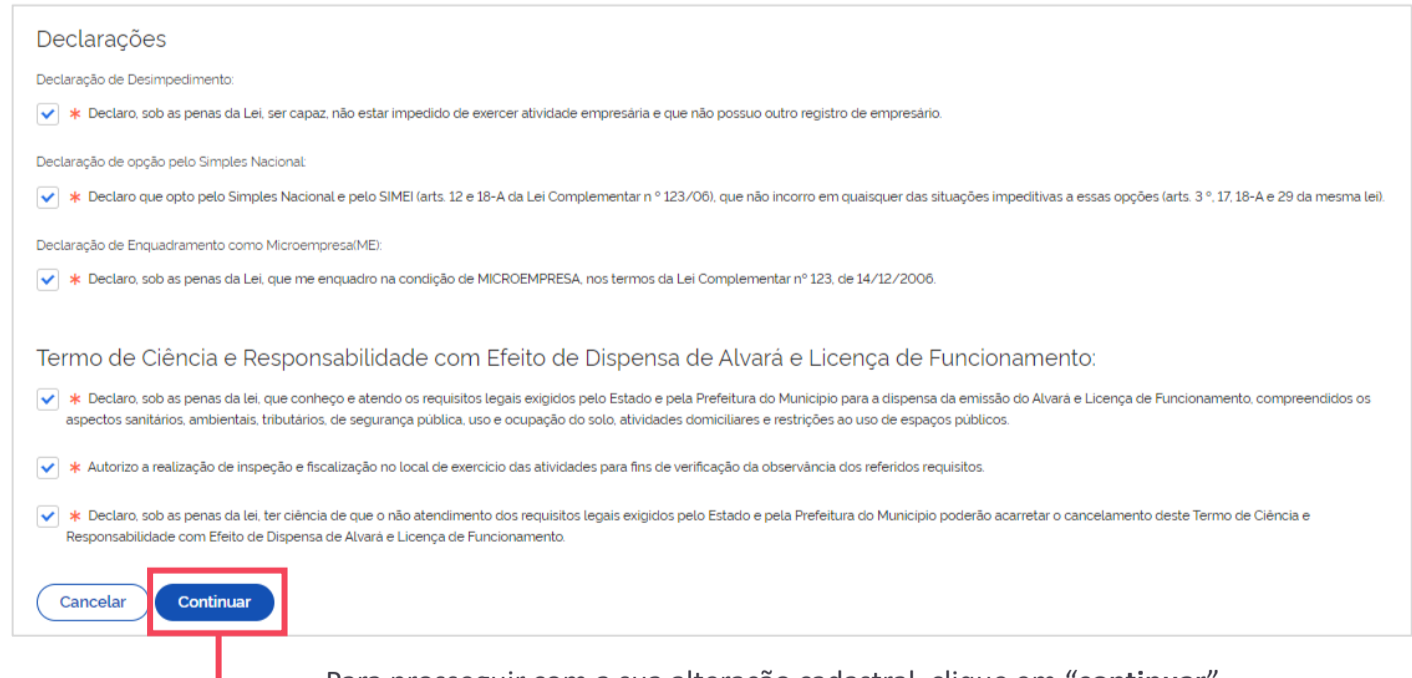 Declarações
Declaração de Desimpedimento:
* Declaro, sob as penas da Lei, ser capaz, não estar impedido de exercer atividade empresária e que não possuo outro registro de empresário.
Declaração de opção pelo Simples Nacional:
* Declaro que opto pelo Simples Nacional e pelo SIMEI (arts. 12 e 18-A da Lei Complementar n º 123/06), que não incorro em quaisquer das situações impeditivas a essas opções (arts. 3 º, 17, 18-A e 29 da mesma lei).
Declaração de Enquadramento como Microempresa(ME):
* Declaro, sob as penas da Lei, que me enquadro na condição de MICROEMPRESA, nos termos da Lei Complementar nº 123, de 14/12/2006.
Termo de Ciência e Responsabilidade com Efeito de Dispensa de Alvará e Licença de Funcionamento:
* Declaro, sob as penas da lei, que conheço e atendo os requisitos legais exigidos pelo Estado e pela Prefeitura do Município para a dispensa da emissão do Alvará e Licença de Funcionamento, compreendidos os
aspectos sanitários, ambientais, tributários, de segurança pública, uso e ocupação do solo, atividades domiciliares e restrições ao uso de espaços públicos.
* Autorizo a realização de inspeção e fiscalização no local de exercício das atividades para fins de verificação da observância dos referidos requisitos.
* Declaro, sob as penas da lei, ter ciência de que o não atendimento dos requisitos legais exigidos pelo Estado e pela Prefeitura do Município poderão acarretar o cancelamento deste Termo de Ciência e
Responsabilidade com Efeito de Dispensa de Alvará e Licença de Funcionamento.
Cancelar Continuar
Para prosseguir com a sua alteração cadastral, clique em “continuar”